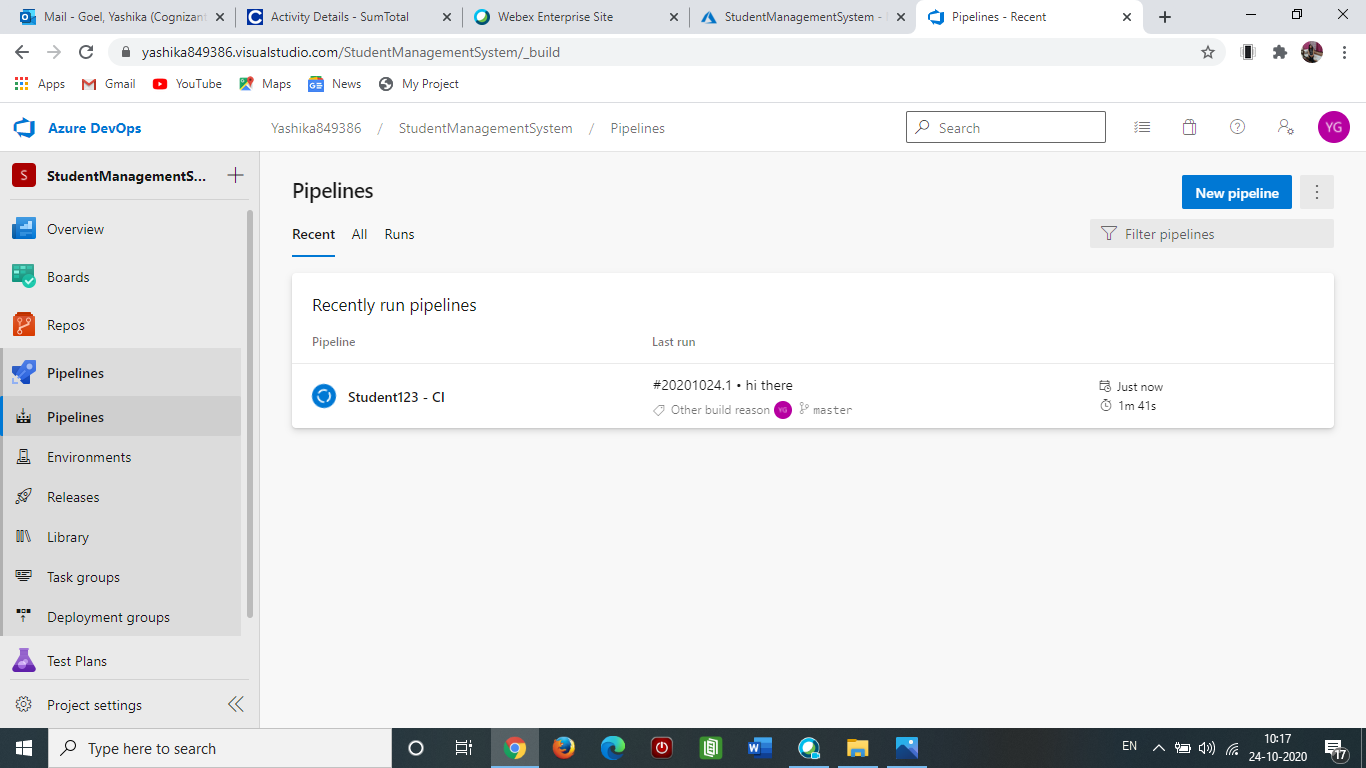 Mail - Goel, Yashika (Cognizant
Activity Details - SumTotal
Webex Enterprise Site
StudentManagementSystem -
Pipelines - Recent
yashika849386.visualstudio.com/StudentManagementSystem/_build
Apps
Gmail
YouTube
Maps
News
My Project
Azure DevOps
Yashika849386 / StudentManagementSystem / Pipelines
Search
YG
S
StudentManagementS...
Overview
Boards
Repos
Pipelines
Pipelines
Environments
Releases
Library
Task groups
Deployment groups
Test Plans
Project settings
Pipelines
New pipeline
Recent
All
Runs
Filter pipelines
Recently run pipelines
Pipeline
Last run
Student123 - CI
#20201024.1 • hi there
Other build reason YG master
Just now
1m 41s
Type here to search
EN
10:17
24-10-2020
17